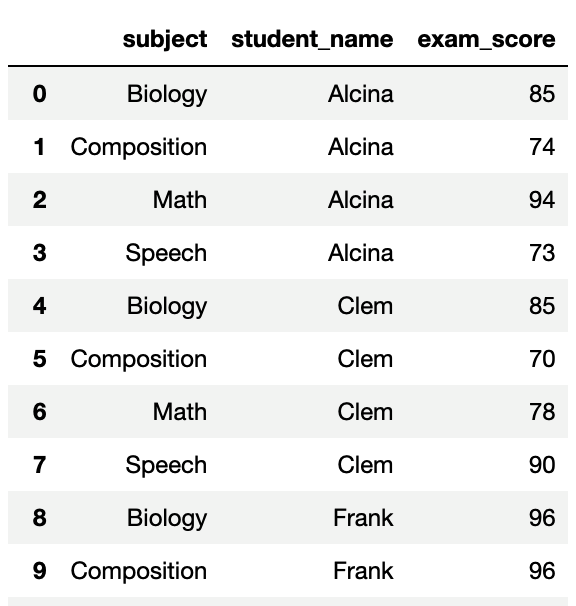 subject student_name exam_score
0 Biology Alcina 85
1 Composition Alcina 74
2 Math Alcina 94
3 Speech Alcina 73
4 Biology Clem 85
5 Composition Clem 70
6 Math Clem 78
7 Speech Clem 90
8 Biology Frank 96
9 Composition Frank 96